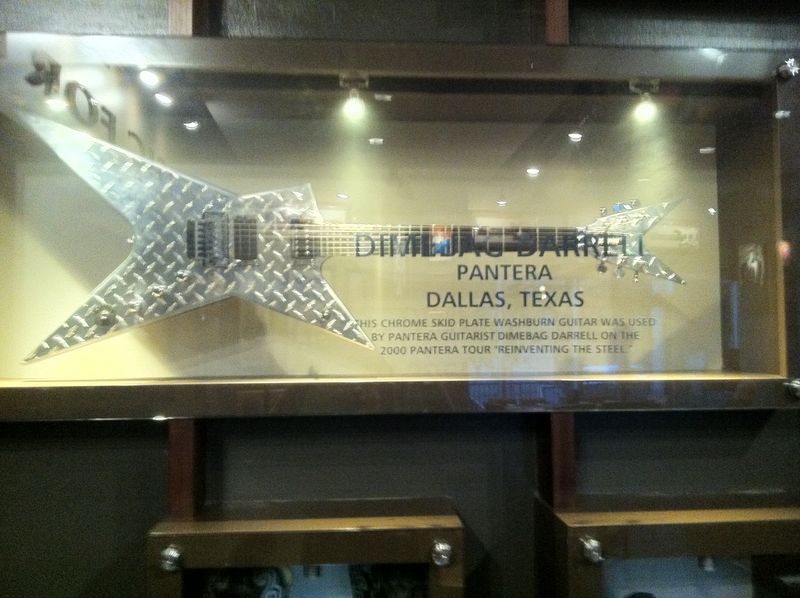 DIMEBAG DARRELL
PANTERA
DALLAS, TEXAS
THIS CHROME SKID PLATE WASHBURN GUITAR WAS USED
BY PANTERA GUITARIST DIMEBAG DARRELL ON THE
2000 PANTERA TOUR "REINVENTING THE STEEL."